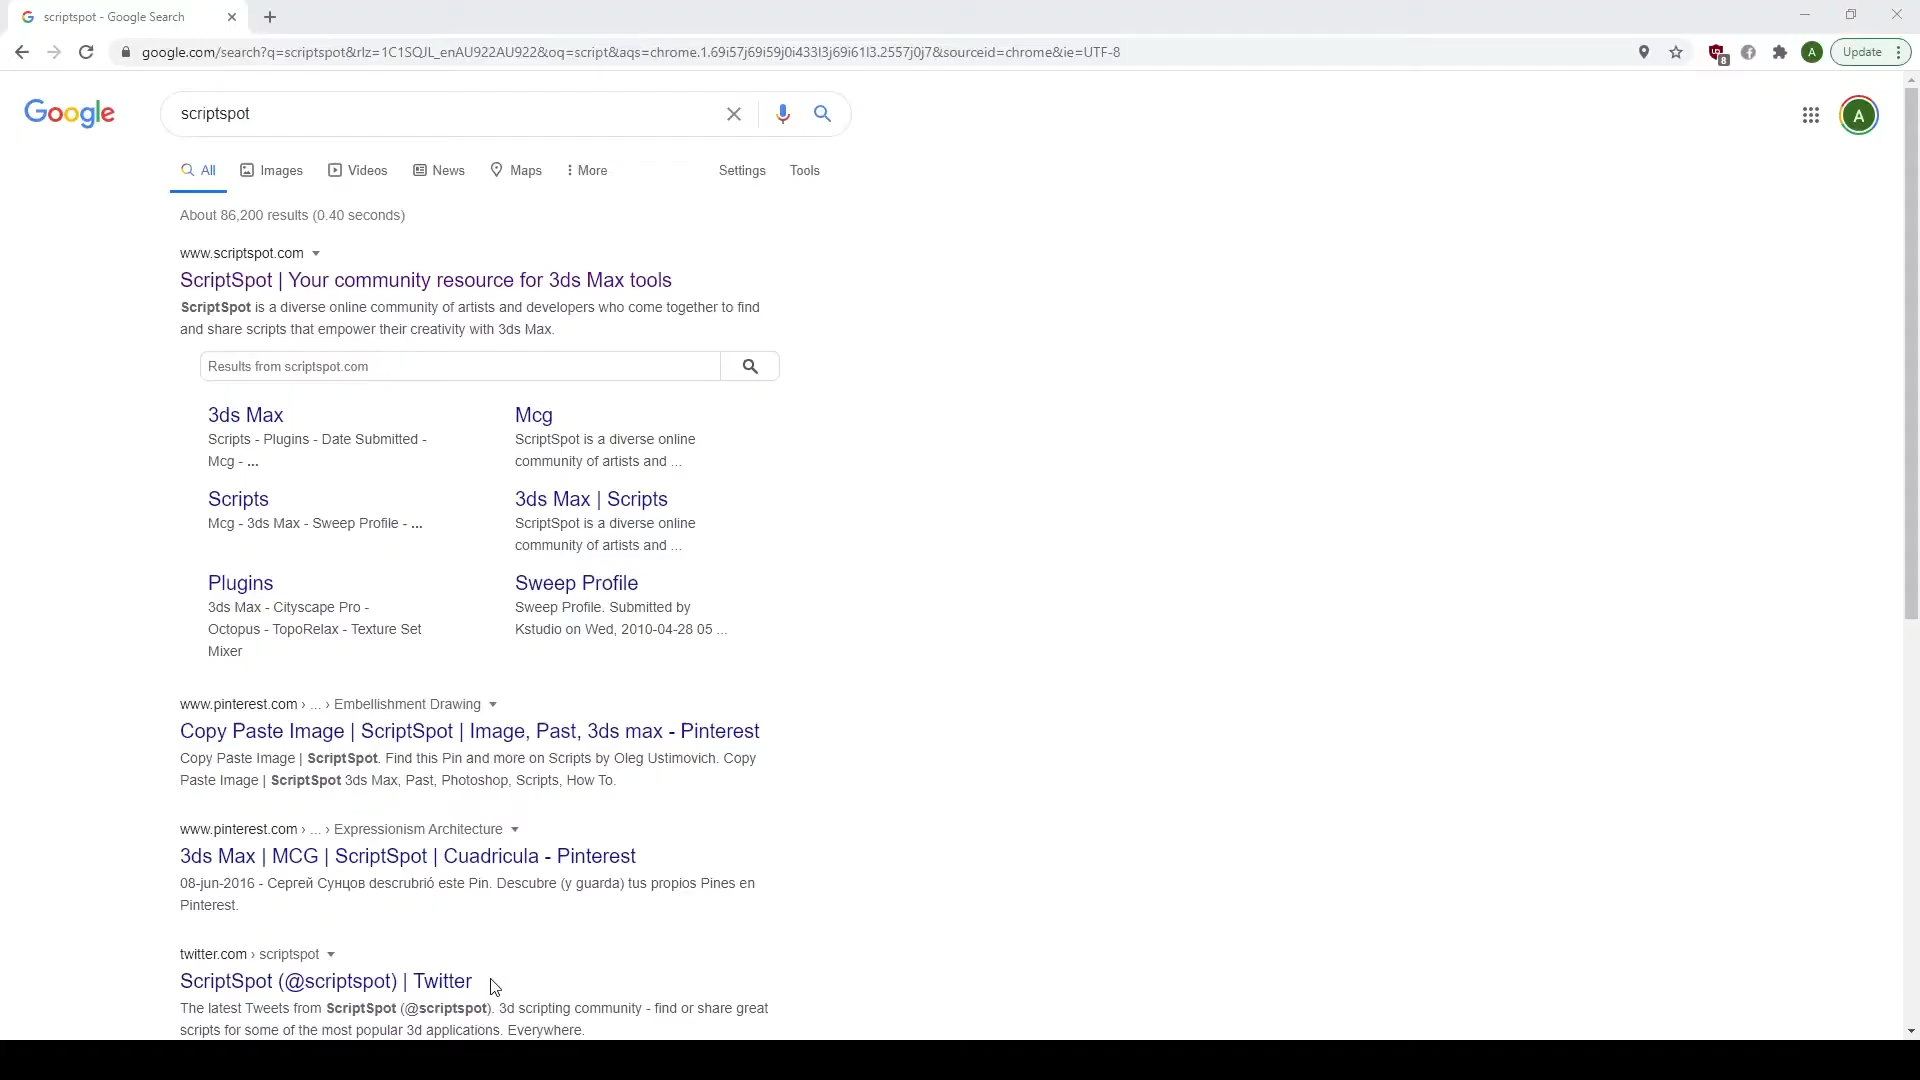 scriptspot - Google Search
google.com/search?q=scriptspot&rlz=1C1SQJL_enAU922AU922&oq=script&aqs=chrome.1.69i57j69i59j0i433l3j69i61l3.2557j0j7&sourceid=chrome&ie=UTF-8
8
A
Update
Google
scriptspot
A
All
Images
Videos
News
Maps
More
Settings
Tools
About 86,200 results (0.40 seconds)
www.scriptspot.com
ScriptSpot | Your community resource for 3ds Max tools
ScriptSpot is a diverse online community of artists and developers who come together to find
and share scripts that empower their creativity with 3ds Max.
Results from scriptspot.com
3ds Max
Scripts - Plugins - Date Submitted -
Mcg - ...
Mcg
ScriptSpot is a diverse online
community of artists and ...
Scripts
Mcg - 3ds Max - Sweep Profile - ...
3ds Max | Scripts
ScriptSpot is a diverse online
community of artists and ...
Plugins
3ds Max - Cityscape Pro -
Octopus - TopoRelax - Texture Set
Mixer
Sweep Profile
Sweep Profile. Submitted by
Kstudio on Wed, 2010-04-28 05 ...
www.pinterest.com › ... › Embellishment Drawing
Copy Paste Image | ScriptSpot | Image, Past, 3ds max - Pinterest
Copy Paste Image | ScriptSpot. Find this Pin and more on Scripts by Oleg Ustimovich. Copy
Paste Image | ScriptSpot 3ds Max, Past, Photoshop, Scripts, How To.
www.pinterest.com › ... › Expressionism Architecture
3ds Max | MCG | ScriptSpot | Cuadricula - Pinterest
08-jun-2016 - Сергей Сунцов descrubrió este Pin. Descubre (y guarda) tus propios Pines en
Pinterest.
twitter.com › scriptspot
ScriptSpot (@scriptspot) | Twitter
The latest Tweets from ScriptSpot (@scriptspot). 3d scripting community - find or share great
scripts for some of the most popular 3d applications. Everywhere.